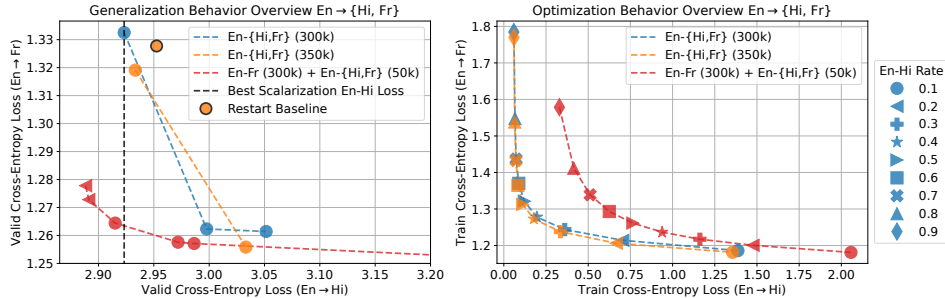 Generalization Behavior Overview En → {Hi, Fr}
Valid Cross-Entropy Loss (En → Fr)
1.33
1.32
1.31
1.30
1.29
1.28
1.27
1.26
1.25
En-{Hi,Fr} (300k)
En-{Hi,Fr} (350k)
En-Fr (300k) + En-{Hi,Fr} (50k)
Best Scalarization En-Hi Loss
Restart Baseline
2.90
2.95
3.00
3.05
3.10
3.15
3.20
Valid Cross-Entropy Loss (En → Hi)
Optimization Behavior Overview En → {Hi, Fr}
Train Cross-Entropy Loss (En → Fr)
1.8
1.7
1.6
1.5
1.4
1.3
1.2
En-{Hi,Fr} (300k)
En-{Hi,Fr} (350k)
En-Fr (300k) + En-{Hi,Fr} (50k)
0.00
0.25
0.50
0.75
1.00
1.25
1.50
1.75
2.00
Train Cross-Entropy Loss (En → Hi)
En-Hi Rate
0.1
0.2
0.3
0.4
0.5
0.6
0.7
0.8
0.9